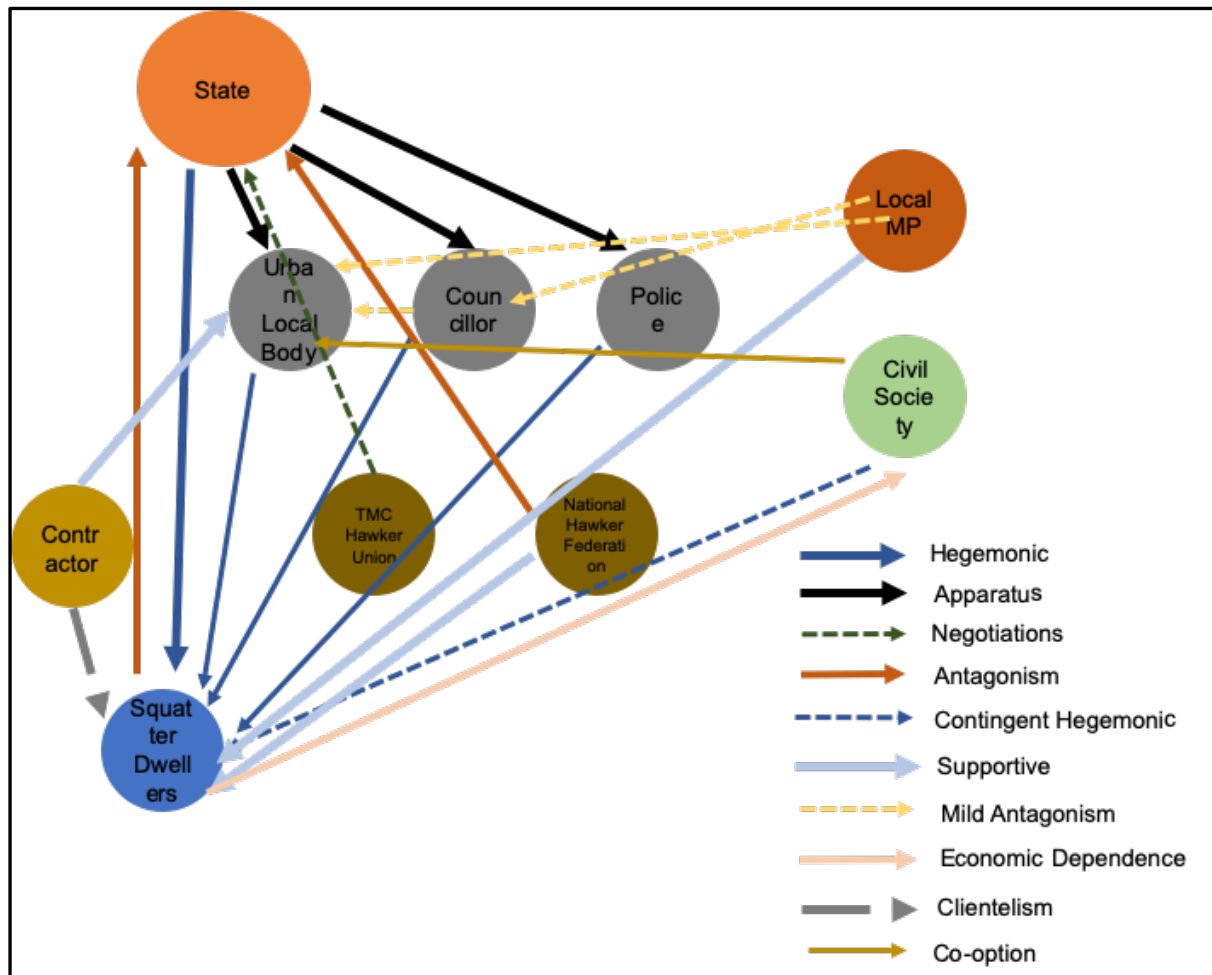 State
Local
MP
Urba
n
Local
Body
Coun
cillor
Polic
e
Civil
Socie
ty
Contr
actor
TMC
Hawker
Union
National
Hawker
Federati
on
Squat
ter
Dwell
ers
Hegemonic
Apparatus
Negotiations
Antagonism
Contingent Hegemonic
Supportive
Mild Antagonism
Economic Dependence
Clientelism
Co-option